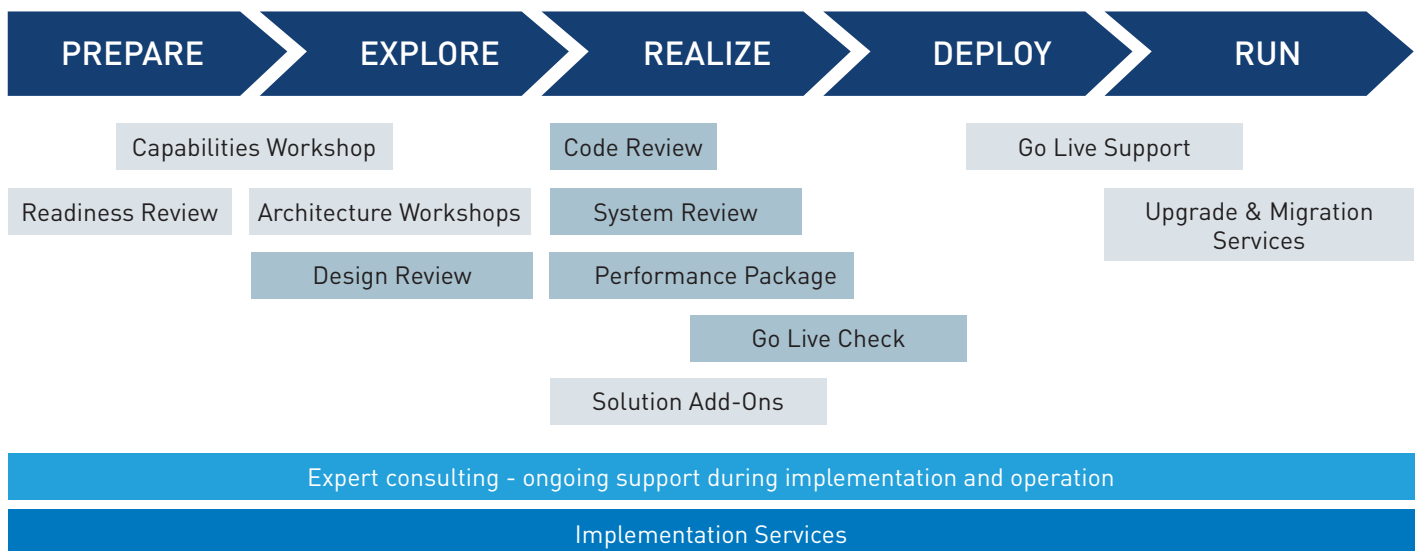 PREPARE
EXPLORE
REALIZE
DEPLOY
RUN
Capabilities Workshop
Code Review
Go Live Support
Readiness Review
Architecture Workshops
System Review
Upgrade & Migration
Services
Design Review
Performance Package
Go Live Check
Solution Add-Ons
Expert consulting - ongoing support during implementation and operation
Implementation Services